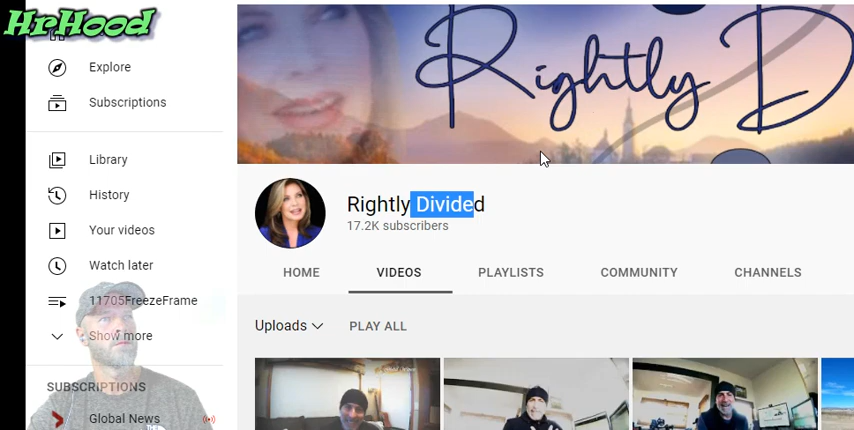 HrHood
Explore
Subscriptions
Library
History
Your videos
Watch later
11705FreezeFrame
Show more
SUBSCRIPTIONS
Global News
THE
Rightly D
Rightly Divided
17.2K subscribers
HOME VIDEOS PLAYLISTS COMMUNITY CHANNELS
Uploads PLAY ALL